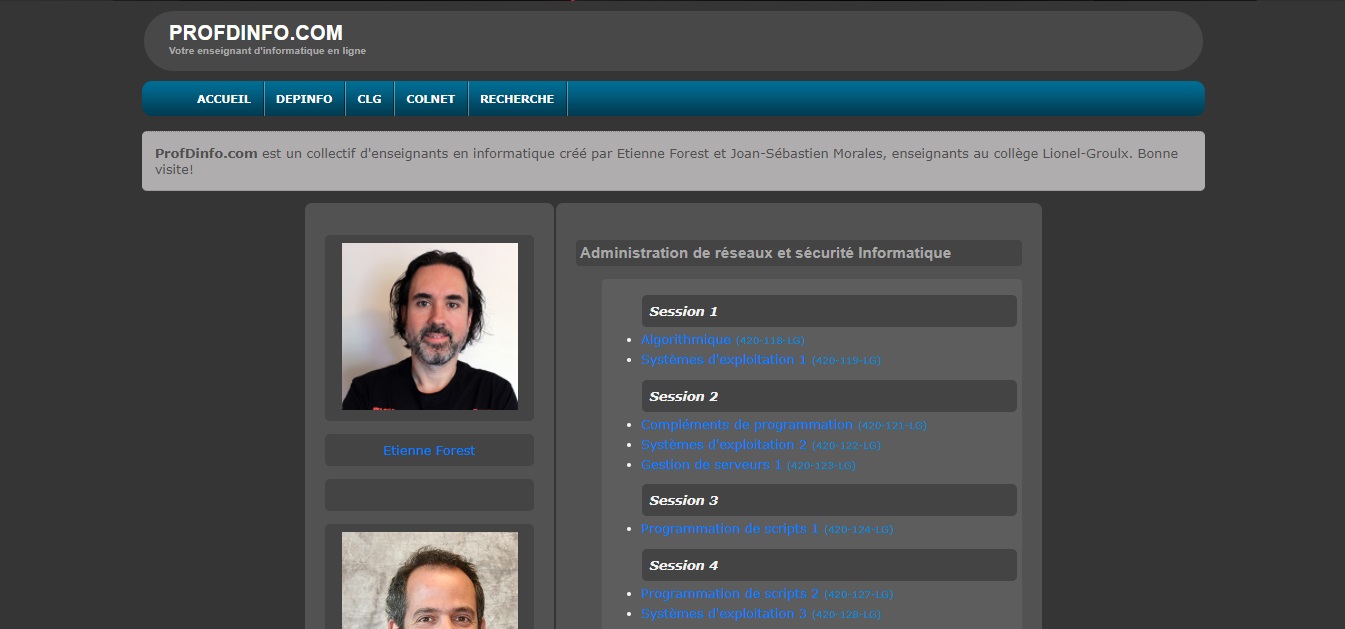 PROFDINFO.COM
Votre enseignant d'informatique en ligne
ACCUEIL DEPINFO CLG COLNET RECHERCHE
ProfDinfo.com est un collectif d'enseignants en informatique créé par Etienne Forest et Joan-Sébastien Morales, enseignants au collège Lionel-Groulx. Bonne
visite!
Etienne Forest
Administration de réseaux et sécurité Informatique
Session 1
Algorithmique (420-118-LG)
Systèmes d'exploitation 1 (420-119-LG)
Session 2
Compléments de programmation (420-121-LG)
Systèmes d'exploitation 2 (420-122-LG)
Gestion de serveurs 1 (420-123-LG)
Session 3
Programmation de scripts 1 (420-124-LG)
Session 4
Programmation de scripts 2 (420-127-LG)
Systèmes d'exploitation 3 (420-128-LG)